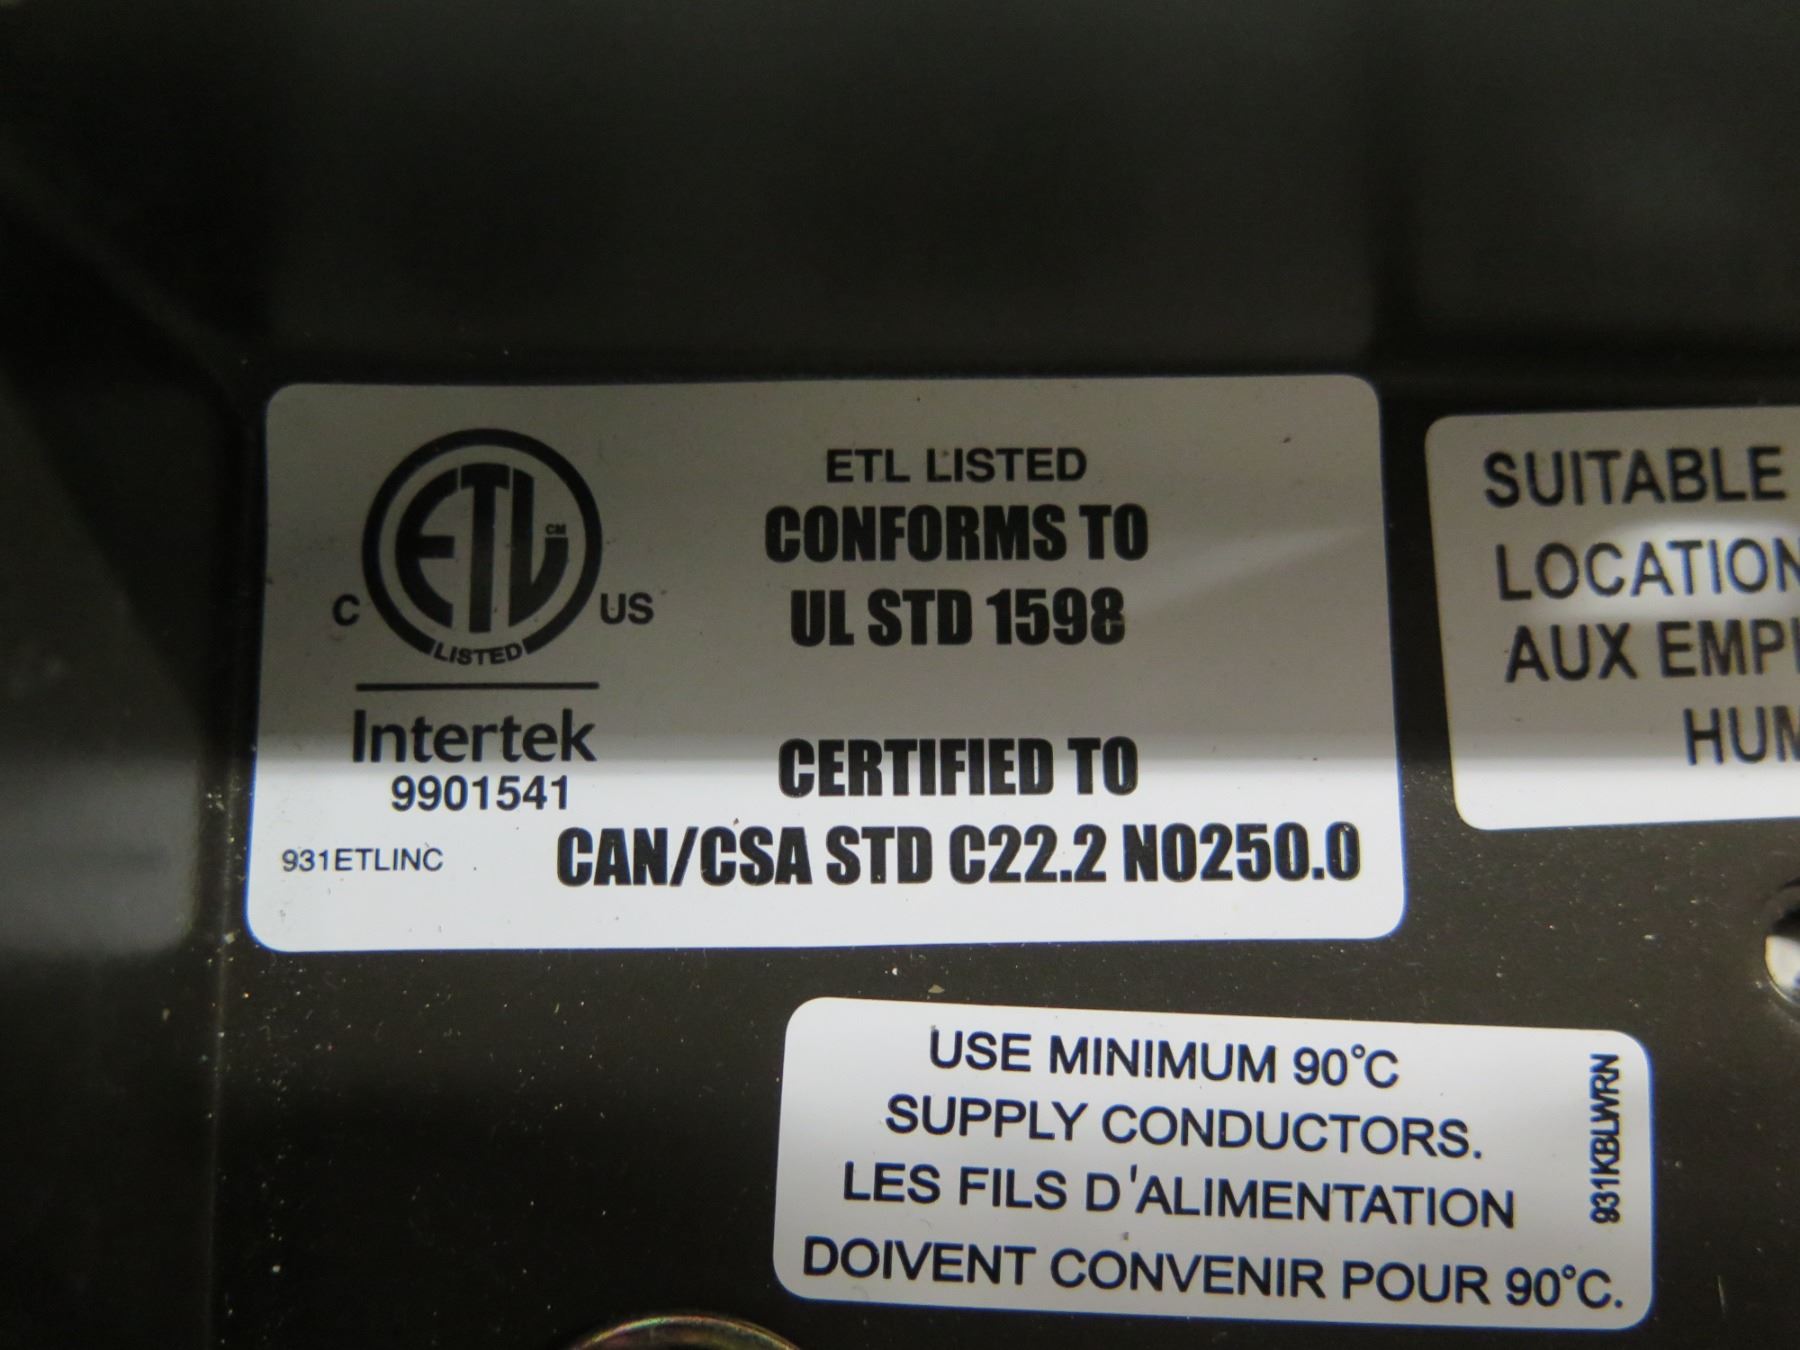 ETL CM
LISTED
C US
Intertek
9901541
931ETLINC
ETL LISTED
CONFORMS TO
UL STD 1598
CERTIFIED TO
CAN/CSA STD C22.2 NO250.0
SUITABLE
LOCATION
AUX
USE MINIMUM 90°C
SUPPLY CONDUCTORS.
LES FILS D'ALIMENTATION
DOIVENT CONVENIR POUR 90°C.
931KBLWRN